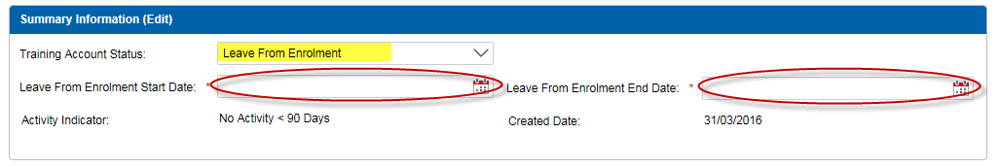 Summary Information (Edit)
Training Account Status: Leave From Enrolment
Leave From Enrolment Start Date: * Leave From Enrolment End Date: *
Activity Indicator: No Activity < 90 Days Created Date: 31/03/2016